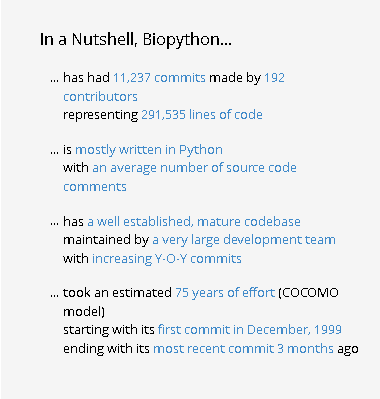 In a Nutshell, Biopython...
... has had 11,237 commits made by 192
contributors
representing 291,535 lines of code
... is mostly written in Python
with an average number of source code
comments
... has a well established, mature codebase
maintained by a very large development team
with increasing Y-O-Y commits
... took an estimated 75 years of effort (COCOMO
model)
starting with its first commit in December, 1999
ending with its most recent commit 3 months ago